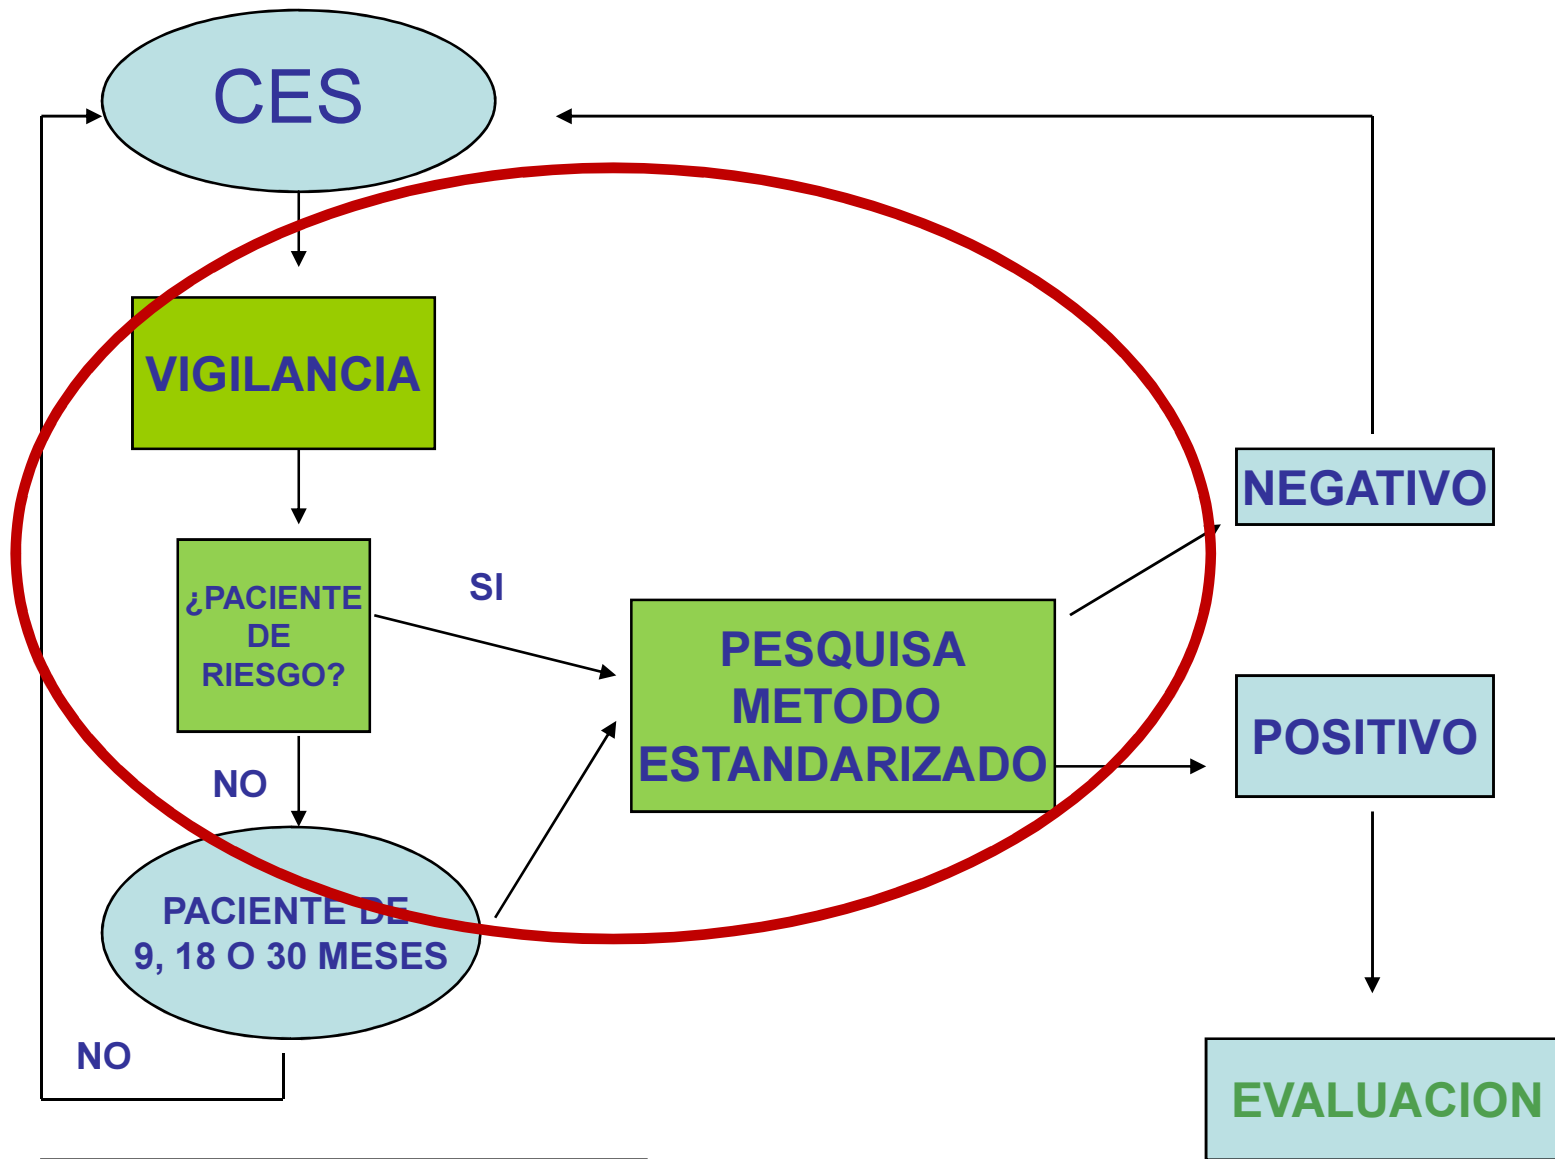 CES
VIGILANCIA
¿PACIENTE
DE
RIESGO?
SI
NO
PACIENTE DE
9, 18 O 30 MESES
NO
PESQUISA
METODO
ESTANDARIZADO
NEGATIVO
POSITIVO
EVALUACION